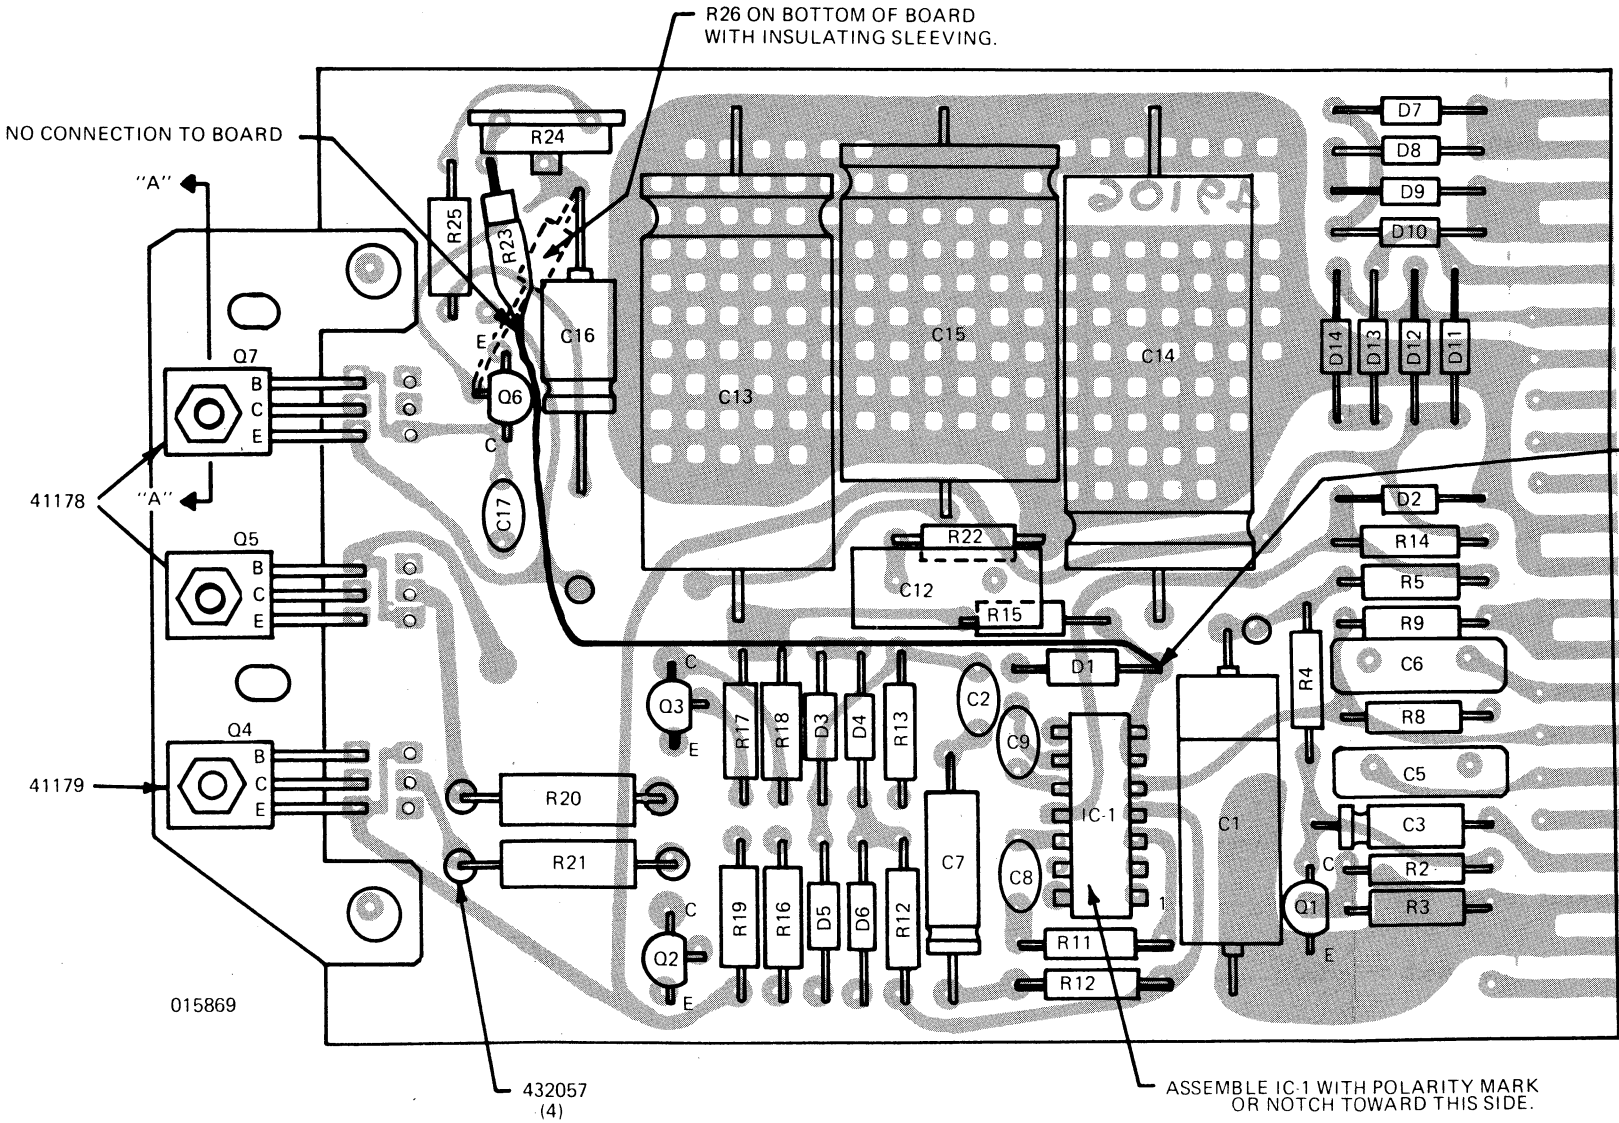 R26 ON BOTTOM OF BOARD
WITH INSULATING SLEEVING.
NO CONNECTION TO BOARD
"A"
R24
R25
R23
D7
D8
D9
D10
49106
C16
C13
C15
C14
D14
D13
D12
D11
E
Q6
C
C17
Q7
B
C
E
41178
"A"
Q5
B
C
E
D2
R14
R5
R9
C6
R8
C5
C3
R2
R3
R22
C12
R15
D1
R4
C
Q3
E
R17
R18
D3
D4
R13
C2
C9
IC-1
C1
Q4
B
C
E
41179
R20
R21
C7
C8
1
C
Q1
E
C
Q2
E
R19
R16
D5
D6
R12
R11
R12
015869
432057
(4)
ASSEMBLE IC-1 WITH POLARITY MARK
OR NOTCH TOWARD THIS SIDE.